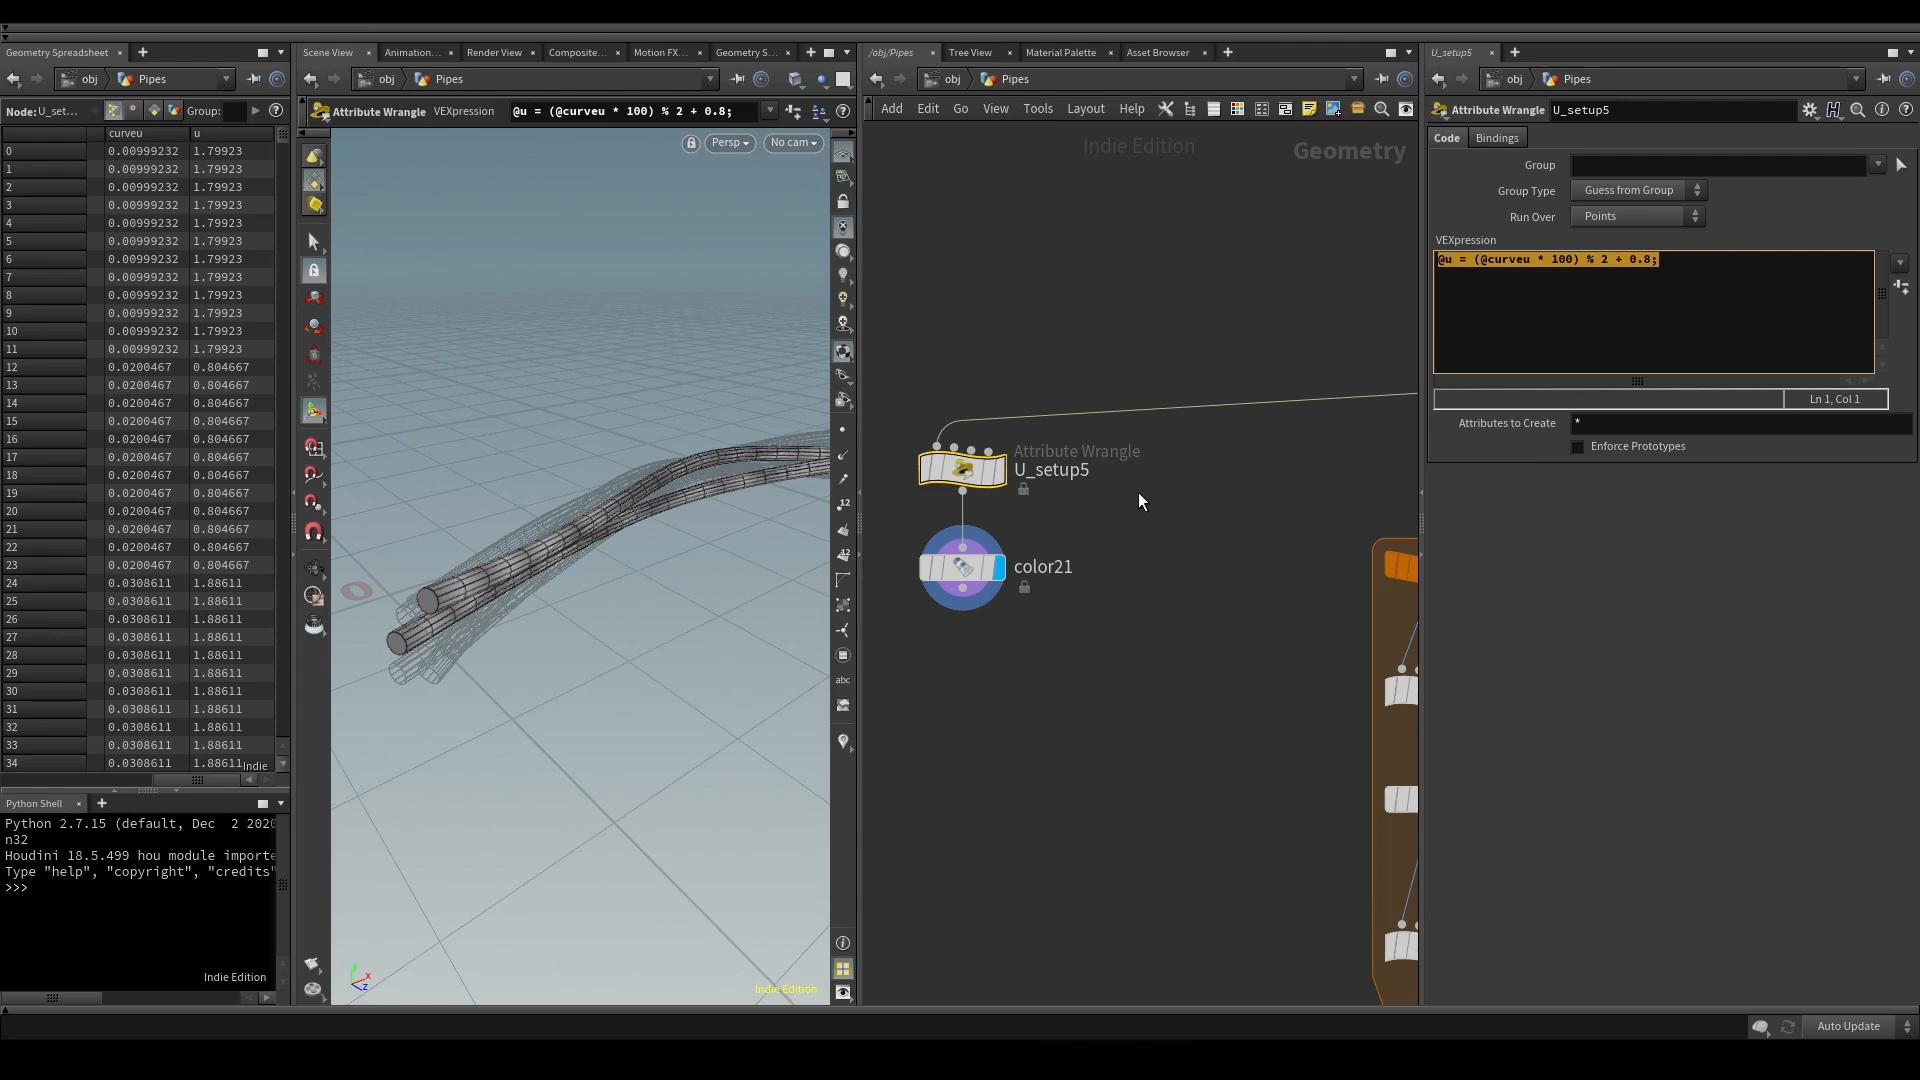 Geometry Spreadsheet
obj
Pipes
Node:U_set...
Group:
curveu u
0 0.00999232 1.79923
1 0.00999232 1.79923
2 0.00999232 1.79923
3 0.00999232 1.79923
4 0.00999232 1.79923
5 0.00999232 1.79923
6 0.00999232 1.79923
7 0.00999232 1.79923
8 0.00999232 1.79923
9 0.00999232 1.79923
10 0.00999232 1.79923
11 0.00999232 1.79923
12 0.0200467 0.804667
13 0.0200467 0.804667
14 0.0200467 0.804667
15 0.0200467 0.804667
16 0.0200467 0.804667
17 0.0200467 0.804667
18 0.0200467 0.804667
19 0.0200467 0.804667
20 0.0200467 0.804667
21 0.0200467 0.804667
22 0.0200467 0.804667
23 0.0200467 0.804667
24 0.0308611 1.88611
25 0.0308611 1.88611
26 0.0308611 1.88611
27 0.0308611 1.88611
28 0.0308611 1.88611
29 0.0308611 1.88611
30 0.0308611 1.88611
31 0.0308611 1.88611
32 0.0308611 1.88611
33 0.0308611 1.88611
34 0.0308611 1.88611
Indie
Python Shell
Python 2.7.15 (default, Dec  2 2020
n32
Houdini 18.5.499 hou module importe
Type "help", "copyright", "credits"
>>>
Indie Edition
Scene View Animation... Render View Composite... Motion FX... Geometry S...
obj
Pipes
Attribute Wrangle VEXpression @u = (@curveu * 100) % 2 + 0.8;
Persp
No cam
12
12
abc
x
z
Indie Edition
/obj/Pipes Tree View Material Palette Asset Browser
obj
Pipes
Add Edit Go View Tools Layout Help
Indie Edition
Geometry
Attribute Wrangle
U_setup5
color21
U_setup5
obj
Pipes
Attribute Wrangle U_setup5
Code Bindings
Group
Group Type Guess from Group
Run Over Points
VEXpression
@u = (@curveu * 100) % 2 + 0.8;
Ln 1, Col 1
Attributes to Create *
Enforce Prototypes
Auto Update